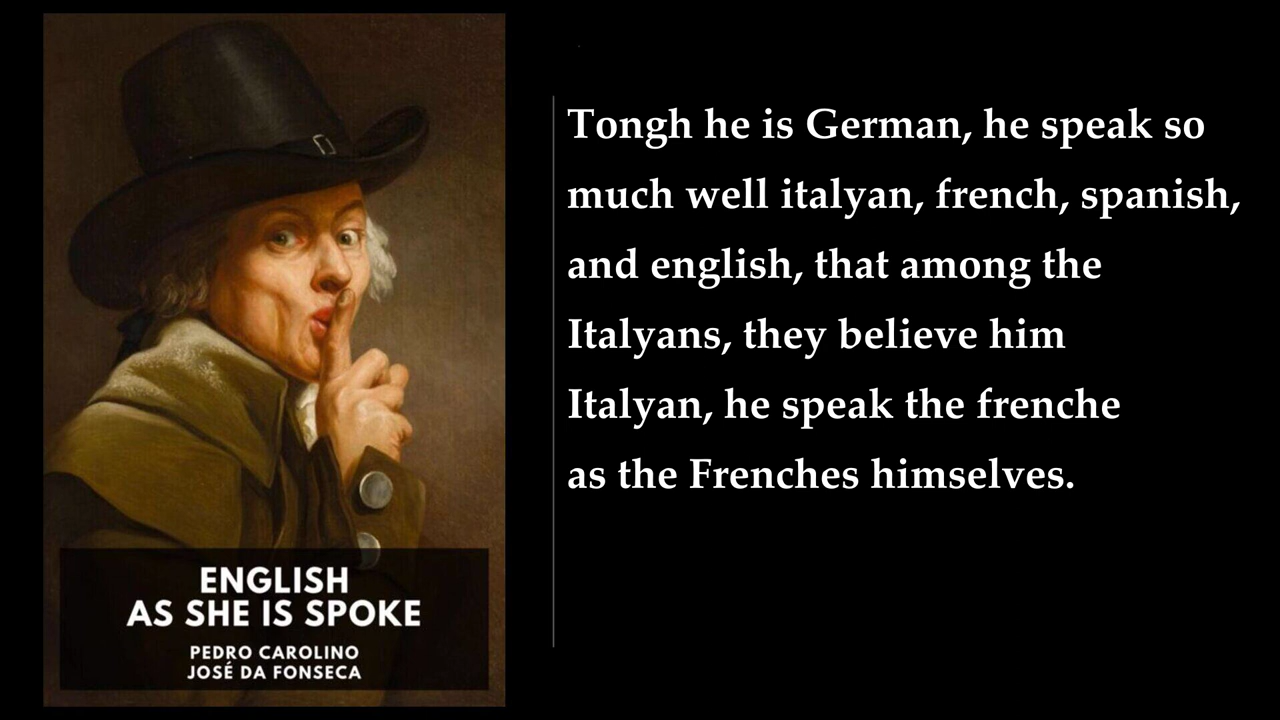 Tongh he is German, he speak so
much well italyan, french, spanish,
and english, that among the
Italyans, they believe him
Italyan, he speak the frenche
as the Frenches himselves.
ENGLISH
AS SHE IS SPOKE
PEDRO CAROLINO
JOSÉ DA FONSECA